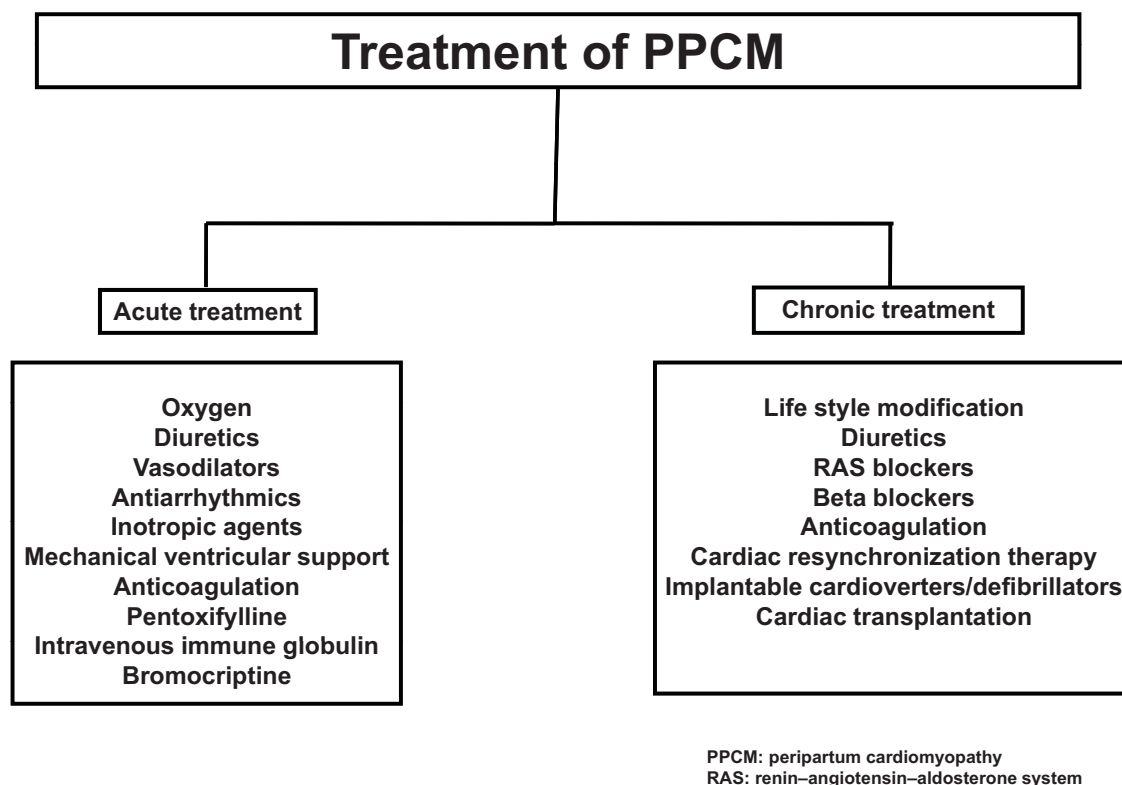 Treatment of PPCM
Acute treatment
Oxygen
Diuretics
Vasodilators
Antiarrhythmics
Inotropic agents
Mechanical ventricular support
Anticoagulation
Pentoxifylline
Intravenous immune globulin
Bromocriptine
Chronic treatment
Life style modification
Diuretics
RAS blockers
Beta blockers
Anticoagulation
Cardiac resynchronization therapy
Implantable cardioverters/defibrillators
Cardiac transplantation
PPCM: peripartum cardiomyopathy
RAS: renin–angiotensin–aldosterone system